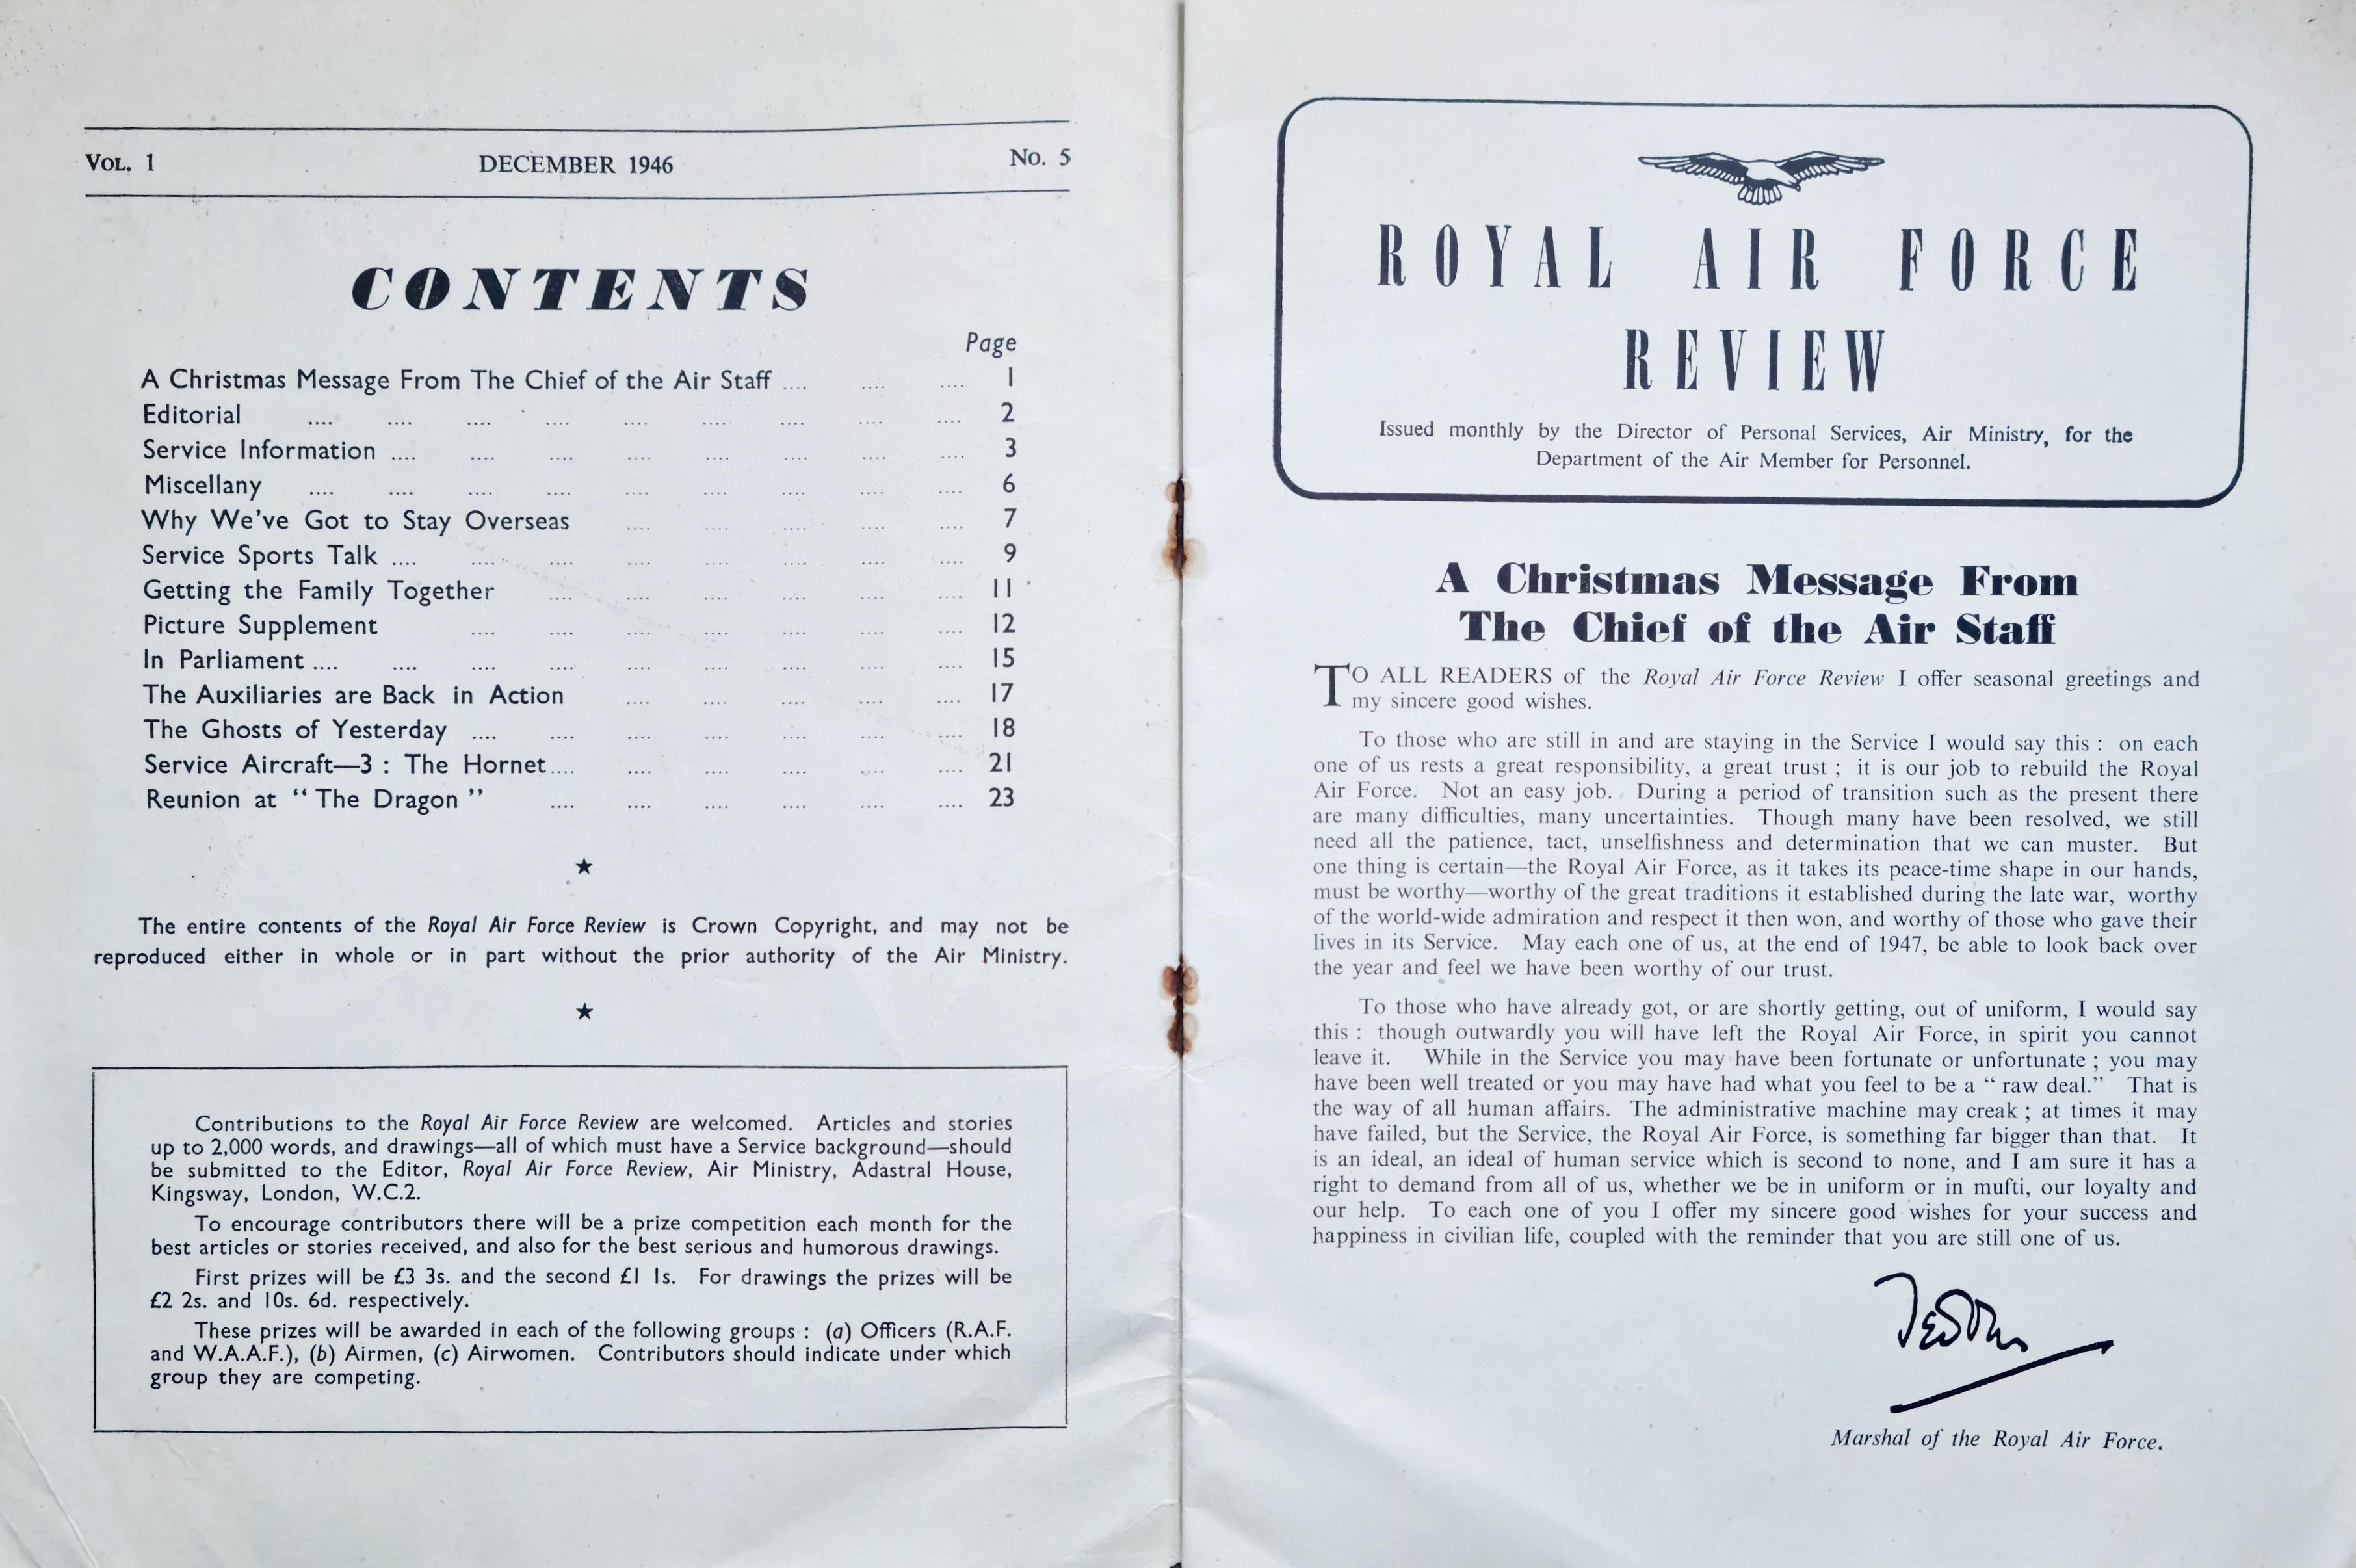 VOL. 1 DECEMBER 1946 No. 5
CONTENTS
Page
A Christmas Message From The Chief of the Air Staff .... .... .... 1
Editorial .... .... .... .... .... .... .... .... .... 2
Service Information .... .... .... .... .... .... .... .... 3
Miscellany .... .... .... .... .... .... .... .... .... 6
Why We've Got to Stay Overseas .... .... .... .... .... 7
Service Sports Talk .... .... .... .... .... .... .... .... 9
Getting the Family Together .... .... .... .... .... .... 11
Picture Supplement .... .... .... .... .... .... .... 12
In Parliament .... .... .... .... .... .... .... .... .... 15
The Auxiliaries are Back in Action .... .... .... .... .... 17
The Ghosts of Yesterday .... .... .... .... .... .... .... 18
Service Aircraft—3 : The Hornet .... .... .... .... .... .... 21
Reunion at “ The Dragon ” .... .... .... .... .... .... 23
★
The entire contents of the Royal Air Force Review is Crown Copyright, and may not be
reproduced either in whole or in part without the prior authority of the Air Ministry.
★
Contributions to the Royal Air Force Review are welcomed. Articles and stories
up to 2,000 words, and drawings—all of which must have a Service background—should
be submitted to the Editor, Royal Air Force Review, Air Ministry, Adastral House,
Kingsway, London, W.C.2.
To encourage contributors there will be a prize competition each month for the
best articles or stories received, and also for the best serious and humorous drawings.
First prizes will be £3 3s. and the second £1 1s. For drawings the prizes will be
£2 2s. and 10s. 6d. respectively.
These prizes will be awarded in each of the following groups : (a) Officers (R.A.F.
and W.A.A.F.), (b) Airmen, (c) Airwomen. Contributors should indicate under which
group they are competing.
ROYAL AIR FORCE
REVIEW
Issued monthly by the Director of Personal Services, Air Ministry, for the
Department of the Air Member for Personnel.
A Christmas Message From
The Chief of the Air Staff
TO ALL READERS of the Royal Air Force Review I offer seasonal greetings and
my sincere good wishes.
To those who are still in and are staying in the Service I would say this : on each
one of us rests a great responsibility, a great trust ; it is our job to rebuild the Royal
Air Force. Not an easy job. During a period of transition such as the present there
are many difficulties, many uncertainties. Though many have been resolved, we still
need all the patience, tact, unselfishness and determination that we can muster. But
one thing is certain—the Royal Air Force, as it takes its peace-time shape in our hands,
must be worthy—worthy of the great traditions it established during the late war, worthy
of the world-wide admiration and respect it then won, and worthy of those who gave their
lives in its Service. May each one of us, at the end of 1947, be able to look back over
the year and feel we have been worthy of our trust.
To those who have already got, or are shortly getting, out of uniform, I would say
this : though outwardly you will have left the Royal Air Force, in spirit you cannot
leave it. While in the Service you may have been fortunate or unfortunate ; you may
have been well treated or you may have had what you feel to be a “ raw deal.” That is
the way of all human affairs. The administrative machine may creak ; at times it may
have failed, but the Service, the Royal Air Force, is something far bigger than that. It
is an ideal, an ideal of human service which is second to none, and I am sure it has a
right to demand from all of us, whether we be in uniform or in mufti, our loyalty and
our help. To each one of you I offer my sincere good wishes for your success and
happiness in civilian life, coupled with the reminder that you are still one of us.
Tedder
Marshal of the Royal Air Force.